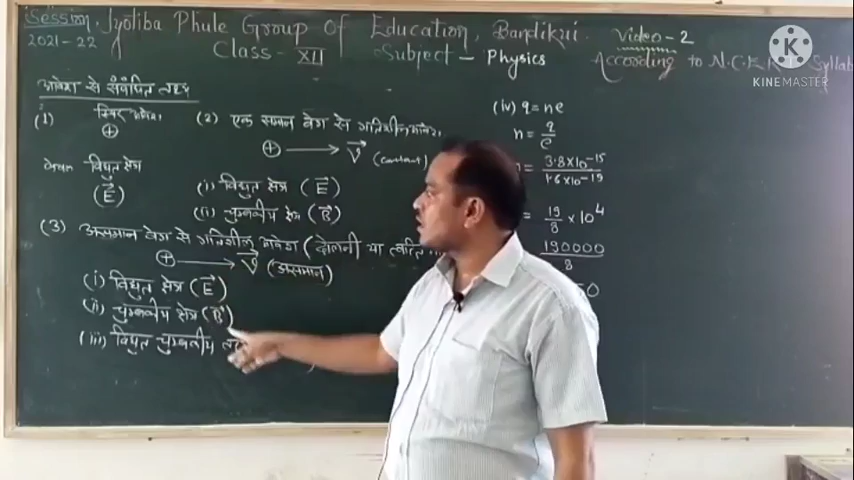 Session Jyotiba Phule Group of Education, Bandikui. Video-2
2021-22 Class- XII Subject - Physics According to N.C.E.R.T Syllab
KINEMASTER
आवेश से संबंधित तथ्य
(1) स्थिर आवेश
⊕
केवल विद्युत क्षेत्र
(E⃗)
(2) एक समान वेग से गतिशील आवेश
⊕ → V⃗ (constant)
(i) विद्युत क्षेत्र (E⃗)
(ii) चुम्बकीय क्षेत्र (B⃗)
(3) असमान वेग से गतिशील आवेश (दोलनी या त्वरित
⊕ → V⃗ (असमान)
(i) विद्युत क्षेत्र (E⃗)
(ii) चुम्बकीय क्षेत्र (B⃗)
(iii) विद्युत चुम्बकीय
(iv) q = ne
n = q/e
= 3.8×10−15 / 1.6×10−19
= 19/8 × 10⁴
190000 / 8
50